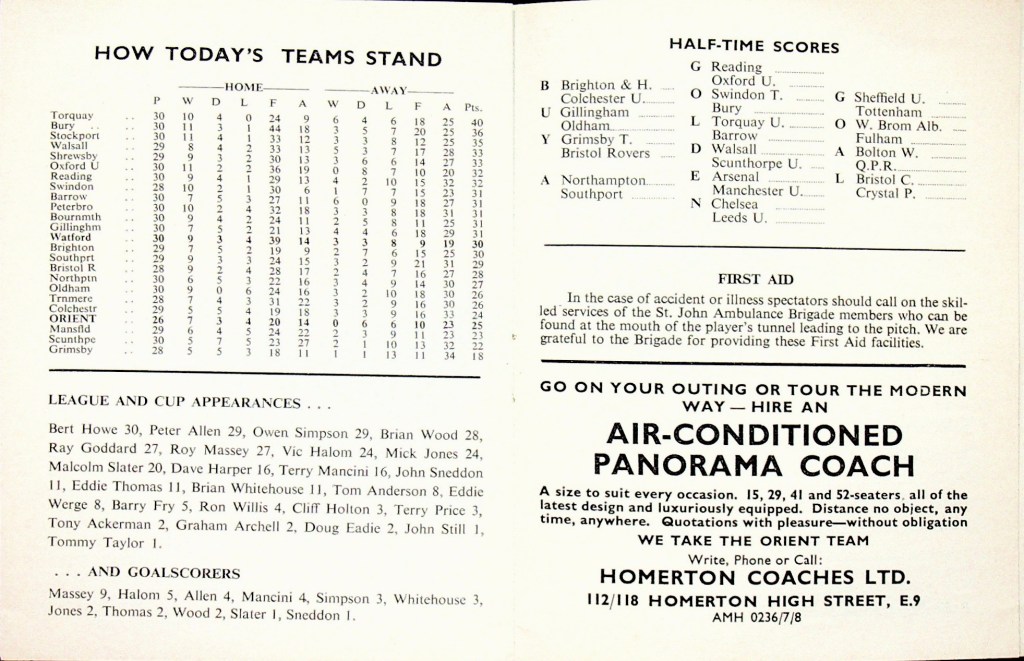 HOW TODAY'S TEAMS STAND
HOME AWAY
P W D L F A W D L F A Pts.
Torquay .. 30 10 4 0 24 9 6 4 6 18 25 40
Bury .. .. 30 11 3 1 44 18 3 5 7 20 25 36
Stockport .. 30 11 4 1 33 12 3 3 8 12 25 35
Walsall .. 29 8 4 2 33 13 5 3 7 17 28 33
Shrewsby .. 29 9 3 2 30 13 3 6 6 14 27 33
Oxford U .. 30 11 2 2 36 19 0 8 7 10 20 32
Reading .. 30 9 4 1 29 13 4 2 10 15 32 32
Swindon .. 28 10 2 1 30 6 1 7 7 15 23 31
Barrow .. 30 7 5 3 27 11 6 0 9 18 27 31
Peterbro .. 30 10 2 4 32 18 3 3 8 18 31 31
Bournmth .. 30 9 4 2 24 11 2 5 8 11 25 31
Gillinghm .. 30 7 5 2 21 13 4 4 6 18 29 31
Watford .. 30 9 3 4 39 14 3 3 8 9 19 30
Brighton .. 29 7 5 2 19 9 2 7 6 15 25 30
Southprt .. 29 9 3 3 24 15 3 2 9 21 31 29
Bristol R .. 28 9 2 4 28 17 2 4 7 16 27 28
Northptn .. 30 6 5 3 22 16 3 4 9 14 30 27
Oldham .. 30 9 0 6 24 16 3 2 10 18 30 26
Trnmere .. 28 7 4 3 31 22 3 2 9 16 30 26
Colchestr .. 29 5 5 4 19 18 3 3 9 16 33 24
ORIENT .. 26 7 3 4 20 14 0 6 6 10 23 25
Mansfld .. 29 6 4 5 24 22 2 3 9 11 23 23
Scunthpe .. 30 5 7 5 23 27 2 1 10 13 32 22
Grimsby .. 28 5 5 3 18 11 1 1 13 11 34 18
LEAGUE AND CUP APPEARANCES . . .
Bert Howe 30, Peter Allen 29, Owen Simpson 29, Brian Wood 28,
Ray Goddard 27, Roy Massey 27, Vic Halom 24, Mick Jones 24,
Malcolm Slater 20, Dave Harper 16, Terry Mancini 16, John Sneddon
11, Eddie Thomas 11, Brian Whitehouse 11, Tom Anderson 8, Eddie
Werge 8, Barry Fry 5, Ron Willis 4, Cliff Holton 3, Terry Price 3,
Tony Ackerman 2, Graham Archell 2, Doug Eadie 2, John Still 1,
Tommy Taylor 1.
. . . AND GOALSCORERS
Massey 9, Halom 5, Allen 4, Mancini 4, Simpson 3, Whitehouse 3,
Jones 2, Thomas 2, Wood 2, Slater 1, Sneddon 1.
HALF-TIME SCORES
B Brighton & H.
Colchester U.
U Gillingham
Oldham
Y Grimsby T.
Bristol Rovers
A Northampton
Southport
G Reading
Oxford U.
O Swindon T.
Bury
L Torquay U.
Barrow
D Walsall
Scunthorpe U.
E Arsenal
Manchester U.
N Chelsea
Leeds U.
G Sheffield U.
Tottenham
O W. Brom Alb.
Fulham
A Bolton W.
Q.P.R.
L Bristol C.
Crystal P.
FIRST AID
In the case of accident or illness spectators should call on the skil-
led services of the St. John Ambulance Brigade members who can be
found at the mouth of the player's tunnel leading to the pitch. We are
grateful to the Brigade for providing these First Aid facilities.
GO ON YOUR OUTING OR TOUR THE MODERN
WAY — HIRE AN
AIR-CONDITIONED
PANORAMA COACH
A size to suit every occasion. 15, 29, 41 and 52-seaters, all of the
latest design and luxuriously equipped. Distance no object, any
time, anywhere. Quotations with pleasure—without obligation
WE TAKE THE ORIENT TEAM
Write, Phone or Call:
HOMERTON COACHES LTD.
112/118 HOMERTON HIGH STREET, E.9
AMH 0236/7/8